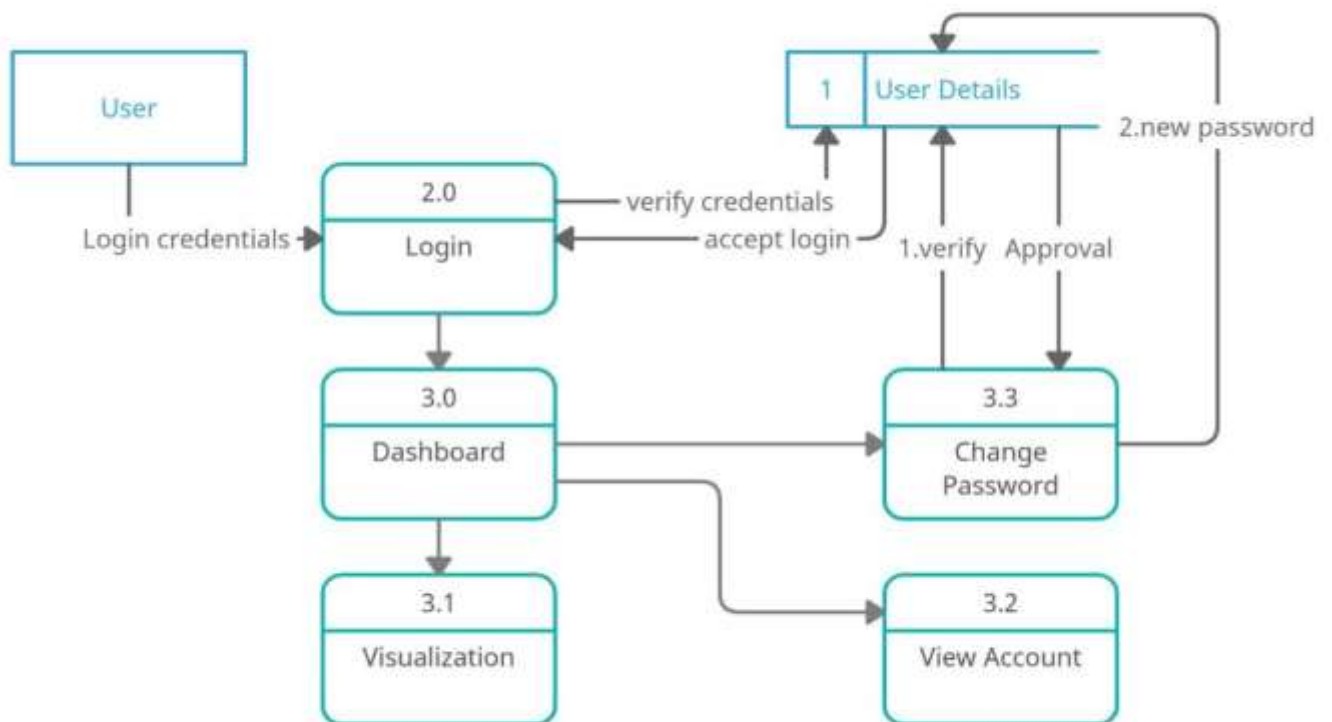 User
1
User Details
2.new password
2.0
Login
verify credentials
Login credentials
accept login
1.verify
Approval
3.0
Dashboard
3.3
Change
Password
3.1
Visualization
3.2
View Account